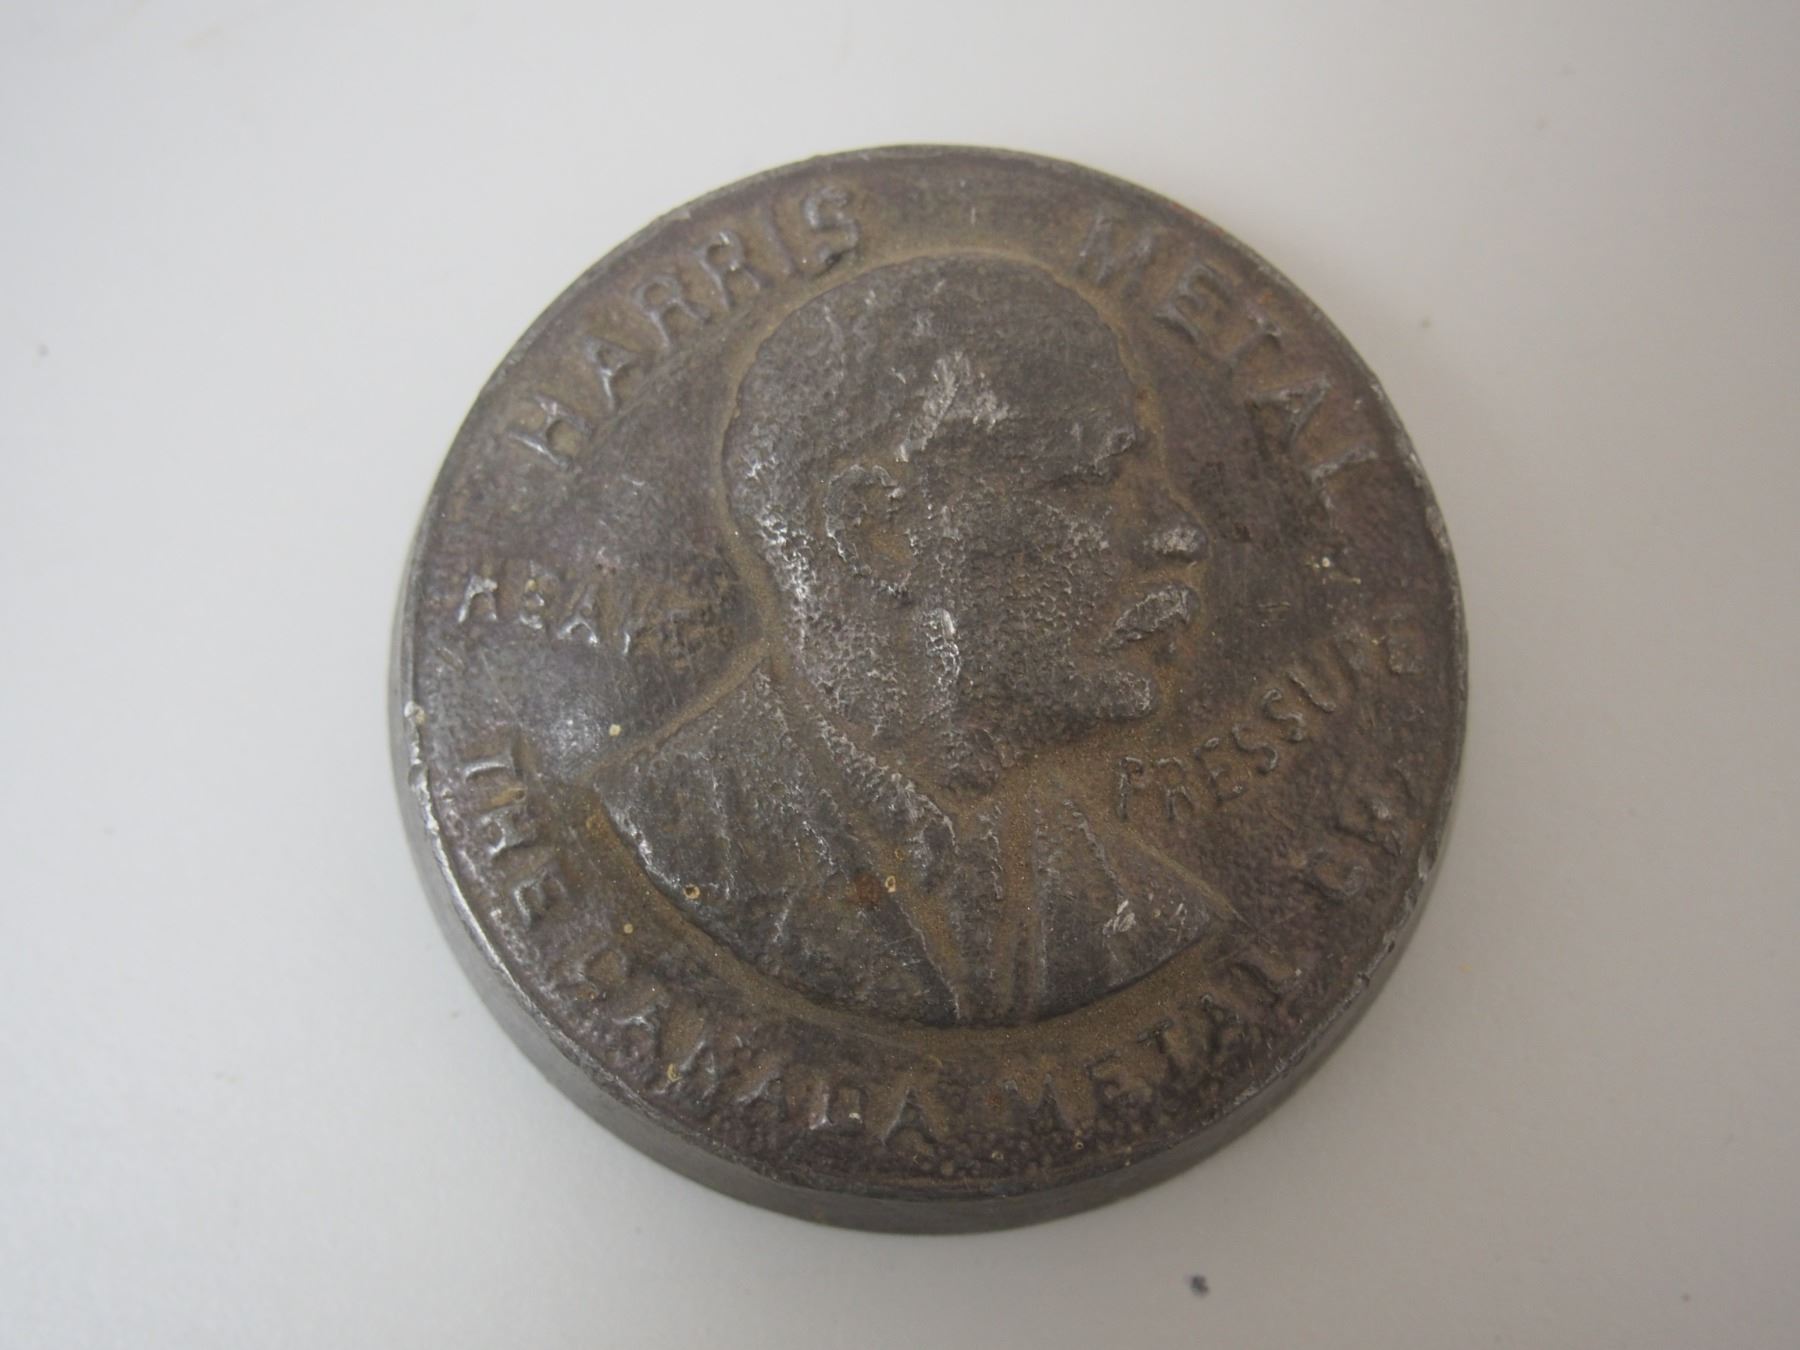 HARRIS METAL
HEAVY
PRESSURE
THE CANADA METAL Co